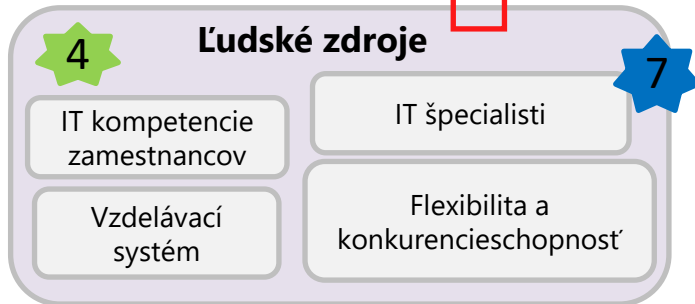 4
Ľudské zdroje
7
IT kompetencie
zamestnancov
IT špecialisti
Vzdelávací
systém
Flexibilita a
konkurencieschopnosť